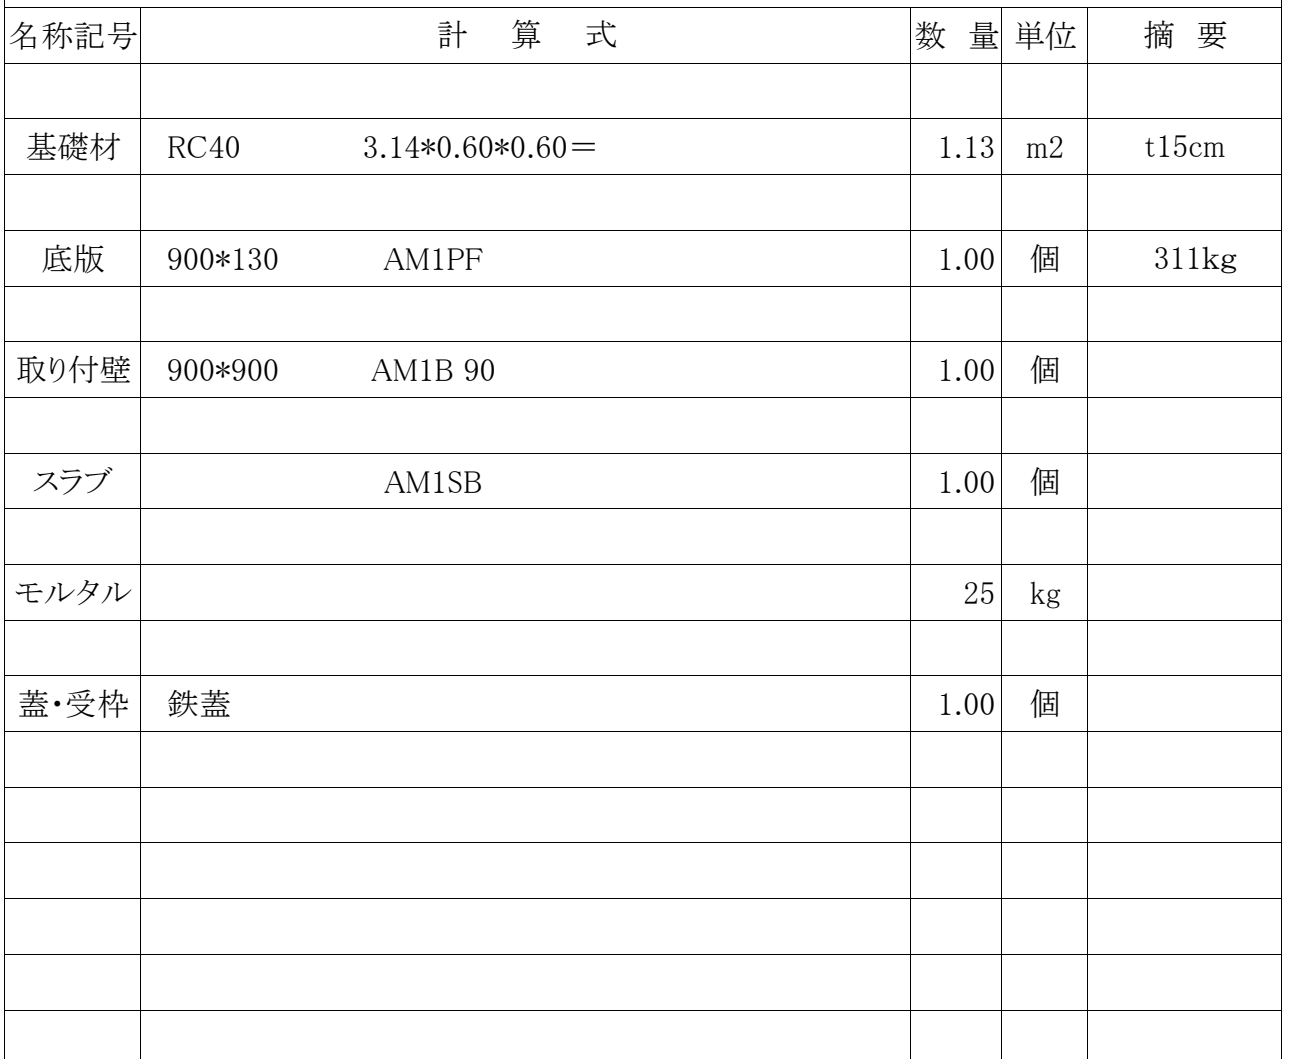 名称記号 計 算 式 数 量 単位 摘 要
基礎材 RC40 3.14*0.60*0.60＝ 1.13 m2 t15cm
底版 900*130 AM1PF 1.00 個 311kg
取り付壁 900*900 AM1B 90 1.00 個
スラブ AM1SB 1.00 個
モルタル 25 kg
蓋・受枠 鉄蓋 1.00 個